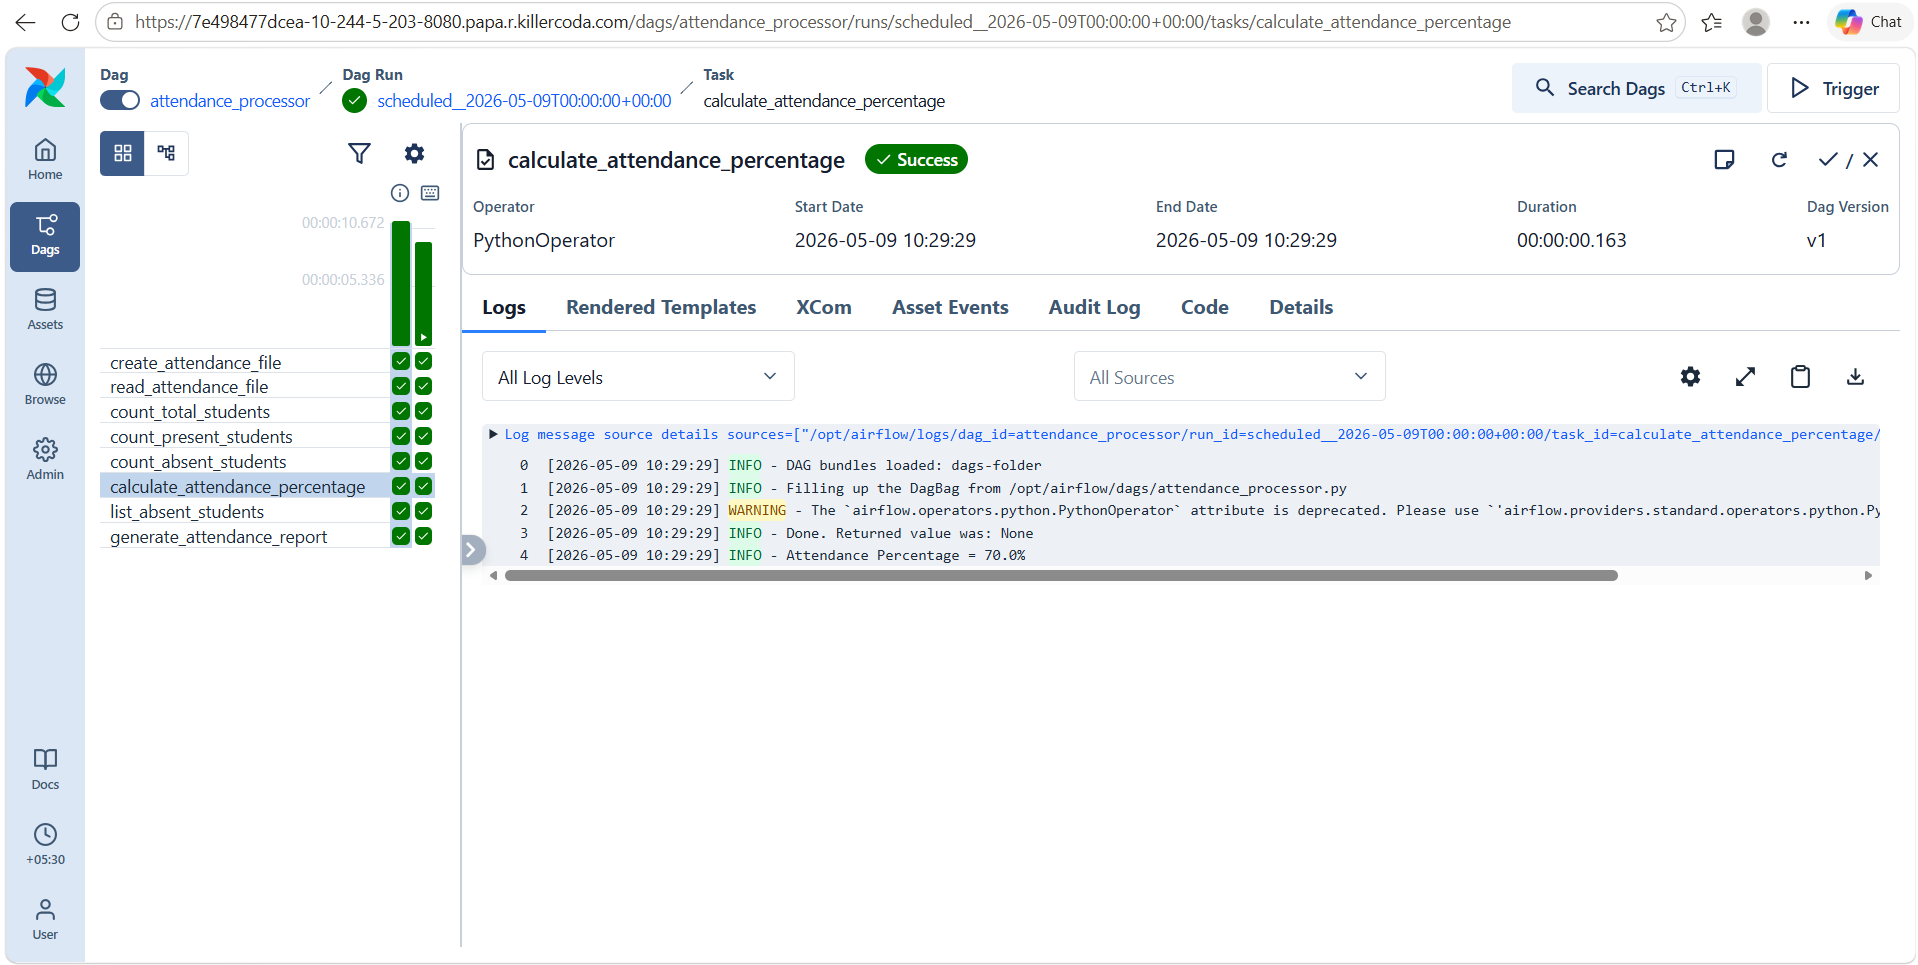 https://7e498477dcea-10-244-5-203-8080.papa.r.killercoda.com/dags/attendance_processor/runs/scheduled__2026-05-09T00:00:00+00:00/tasks/calculate_attendance_percentage
Chat
Dag
attendance_processor
Dag Run
scheduled__2026-05-09T00:00:00+00:00
Task
calculate_attendance_percentage
Search Dags Ctrl+K
Trigger
Home
Dags
Assets
Browse
Admin
Docs
+05:30
User
00:00:10.672
00:00:05.336
create_attendance_file
read_attendance_file
count_total_students
count_present_students
count_absent_students
calculate_attendance_percentage
list_absent_students
generate_attendance_report
calculate_attendance_percentage
Success
/
Operator
PythonOperator
Start Date
2026-05-09 10:29:29
End Date
2026-05-09 10:29:29
Duration
00:00:00.163
Dag Version
v1
Logs Rendered Templates XCom Asset Events Audit Log Code Details
All Log Levels
All Sources
Log message source details sources=["/opt/airflow/logs/dag_id=attendance_processor/run_id=scheduled__2026-05-09T00:00:00+00:00/task_id=calculate_attendance_percentage/
0 [2026-05-09 10:29:29] INFO - DAG bundles loaded: dags-folder
1 [2026-05-09 10:29:29] INFO - Filling up the DagBag from /opt/airflow/dags/attendance_processor.py
2 [2026-05-09 10:29:29] WARNING - The `airflow.operators.python.PythonOperator` attribute is deprecated. Please use `'airflow.providers.standard.operators.python.Py
3 [2026-05-09 10:29:29] INFO - Done. Returned value was: None
4 [2026-05-09 10:29:29] INFO - Attendance Percentage = 70.0%